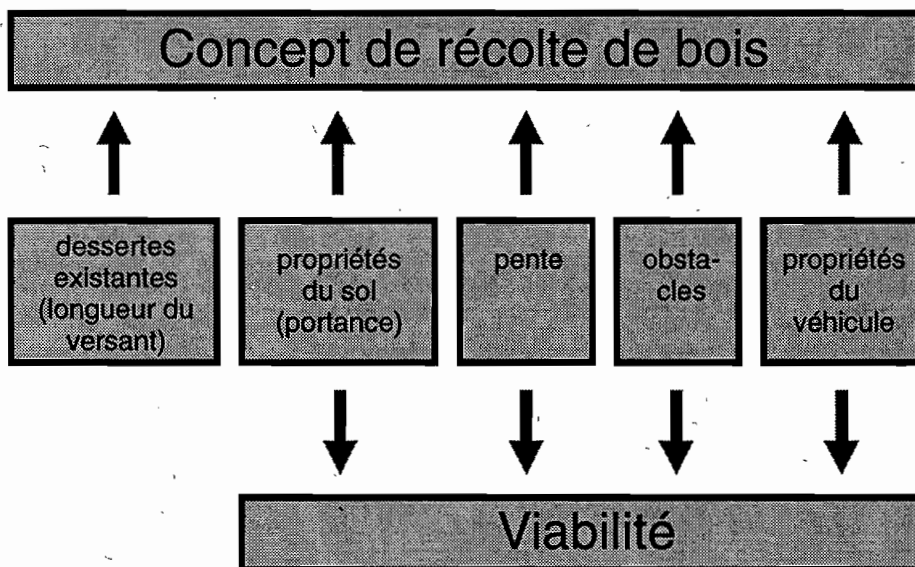 Concept de récolte de bois
dessertes
existantes
(longueur du
versant)
propriétés
du sol
(portance)
pente
obsta-
cles
propriétés
du
véhicule
Viabilité